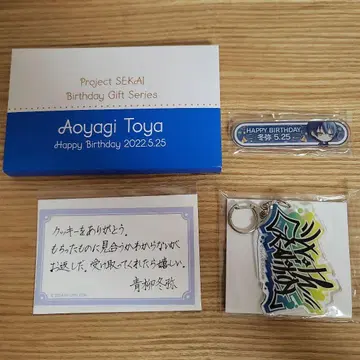 Project SEKAI
Birthday Gift Series
Aoyagi Toya
Happy Birthday 2022.5.25
HAPPY BIRTHDAY
冬弥 5.25
クッキーをありがとう。
もらったものに見合うかわからないが、
お返しだ。受け取ってくれたら嬉しい。
青柳冬弥